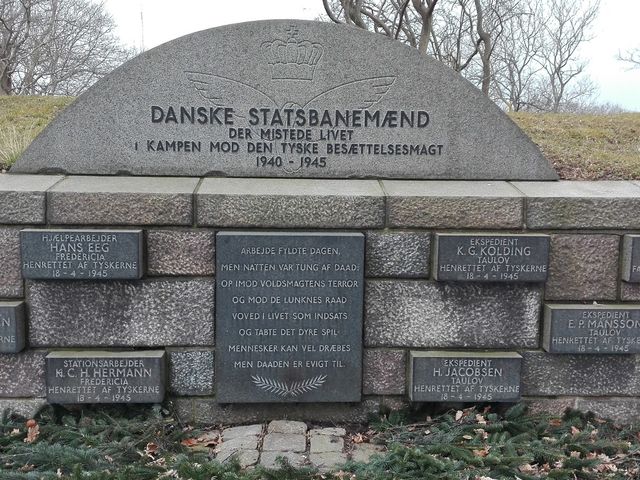 DANSKE STATSBANEMÆND
DER MISTEDE LIVET
I KAMPEN MOD DEN TYSKE BESÆTTELSESMAGT
1940 - 1945
HJÆLPEARBEJDER
HANS EEG
FREDERICIA
HENRETTET AF TYSKERNE
18-4-1945
STATIONSARBEJDER
K. C. H. HERMANN
FREDERICIA
HENRETTET AF TYSKERNE
18-4-1945
ARBEJDE FYLDTE DAGEN,
MEN NATTEN VAR TUNG AF DAAD:
OP IMOD VOLDSMAGTENS TERROR
OG MOD DE LUNKNES RAAD
VOVED I LIVET SOM INDSATS
OG TABTE DET DYRE SPIL -
MENNESKER KAN VEL DRÆBES
MEN DAADEN ER EVIGT TIL.
EKSPEDIENT
K. G. KOLDING
TAULOV
HENRETTET AF TYSKERNE
18-4-1945
EKSPEDIENT
H. JACOBSEN
TAULOV
HENRETTET AF TYSKERNE
18-4-1945
EKSPEDIENT
E. P. MANSSON
TAULOV
HENRETTET AF TYSKERNE
18-4-1945